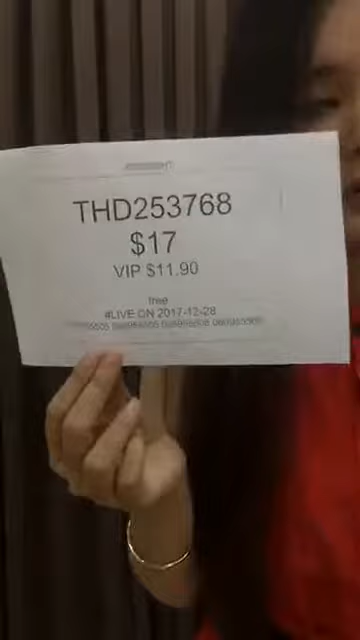 THD253768
$17
VIP $11.90
free
#LIVE ON 2017-12-28